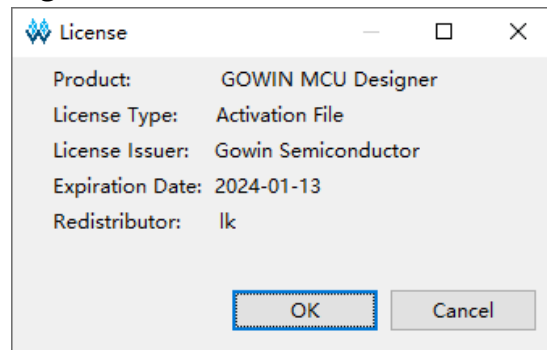 License
Product: GOWIN MCU Designer
License Type: Activation File
License Issuer: Gowin Semiconductor
Expiration Date: 2024-01-13
Redistributor: lk
OK Cancel